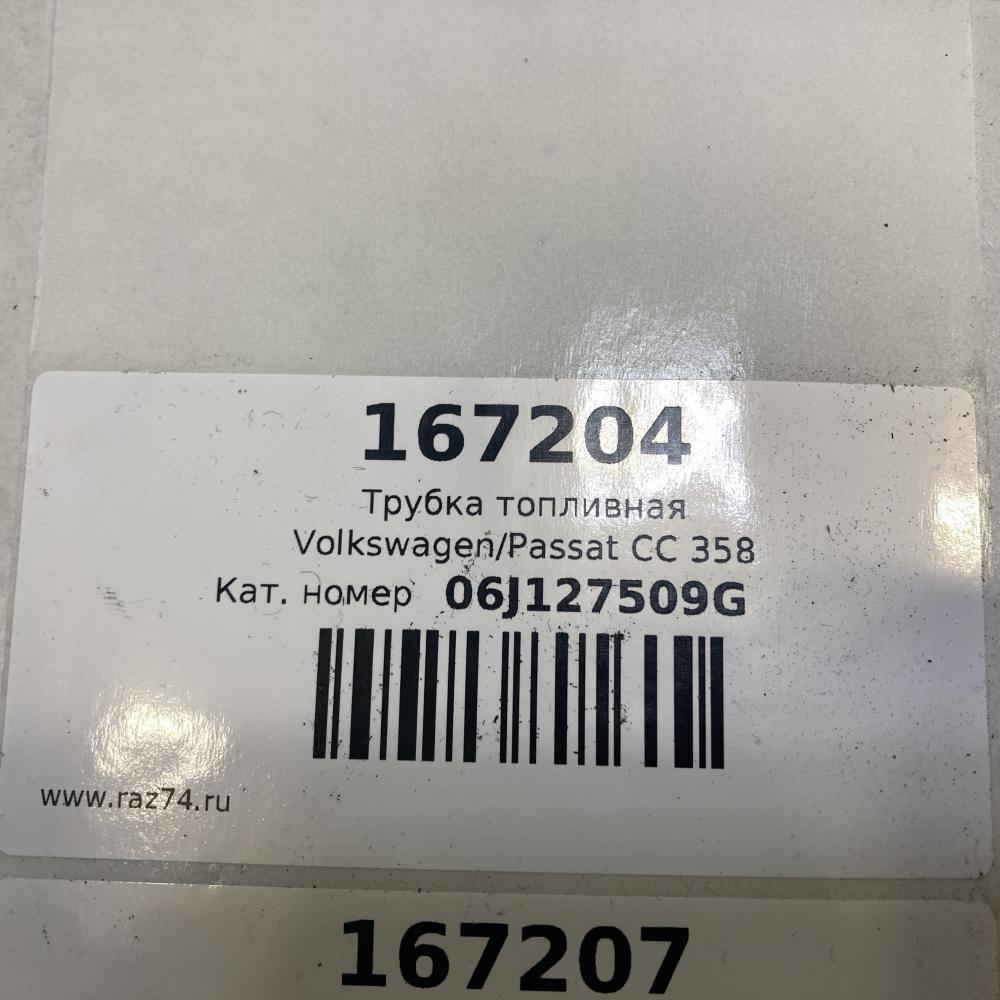 167204
Трубка топливная
Volkswagen/Passat CC 358
Кат. номер 06J127509G
www.raz74.ru
167207